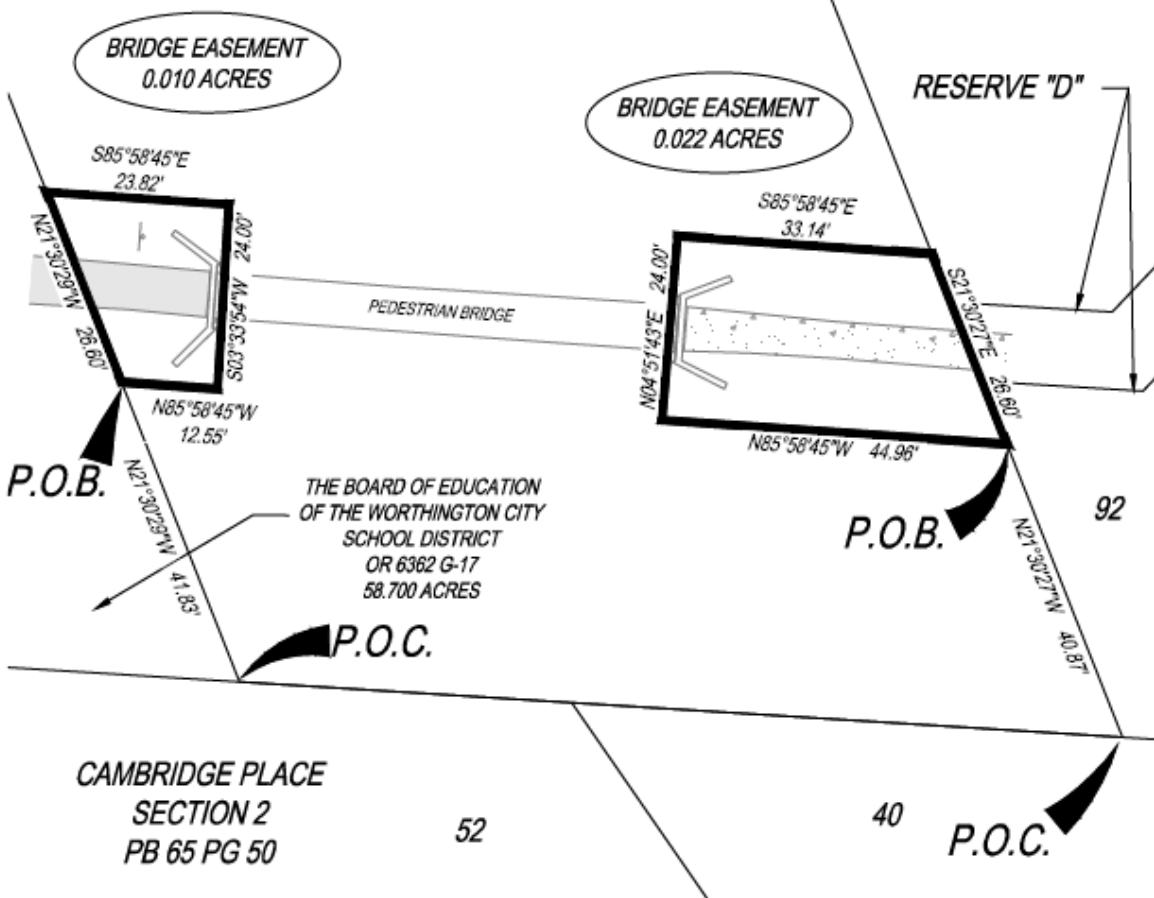 BRIDGE EASEMENT
0.010 ACRES
BRIDGE EASEMENT
0.022 ACRES
RESERVE "D"
S85°58'45"E
23.82'
N21°30'29"W 26.60'
S03°33'54"W 24.00'
N85°58'45"W
12.55'
PEDESTRIAN BRIDGE
S85°58'45"E
33.14'
N04°51'43"E 24.00'
S21°30'27"E 26.60'
N85°58'45"W 44.96'
P.O.B.
N21°30'29"W 41.83'
THE BOARD OF EDUCATION
OF THE WORTHINGTON CITY
SCHOOL DISTRICT
OR 6362 G-17
58.700 ACRES
P.O.B.
92
N21°30'27"W 40.87'
P.O.C.
CAMBRIDGE PLACE
SECTION 2
PB 65 PG 50
52
40
P.O.C.